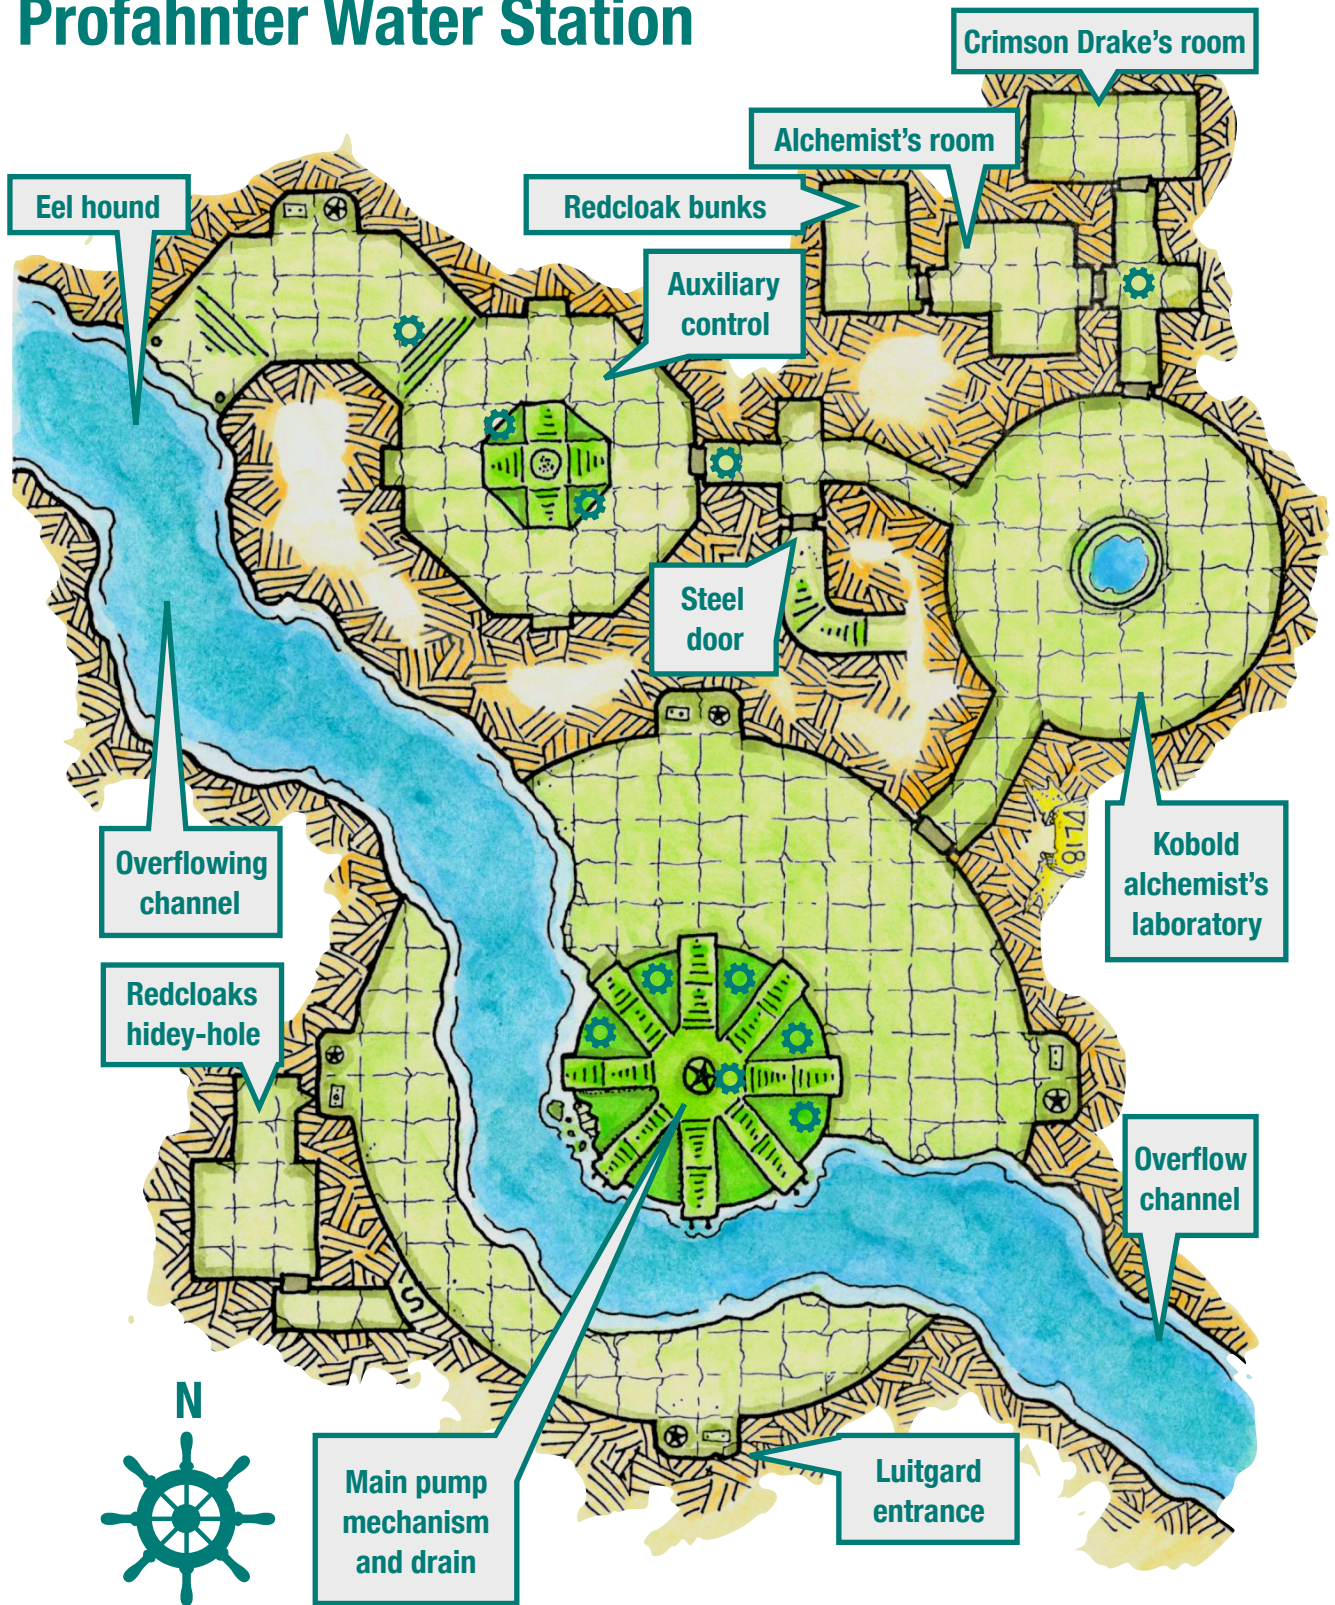 Profahnter Water Station
Crimson Drake's room
Alchemist's room
Redcloak bunks
Eel hound
Auxiliary
control
Steel
door
Overflowing
channel
Kobold
alchemist's
laboratory
Redcloaks
hidey-hole
Overflow
channel
S
N
Main pump
mechanism
and drain
Luitgard
entrance